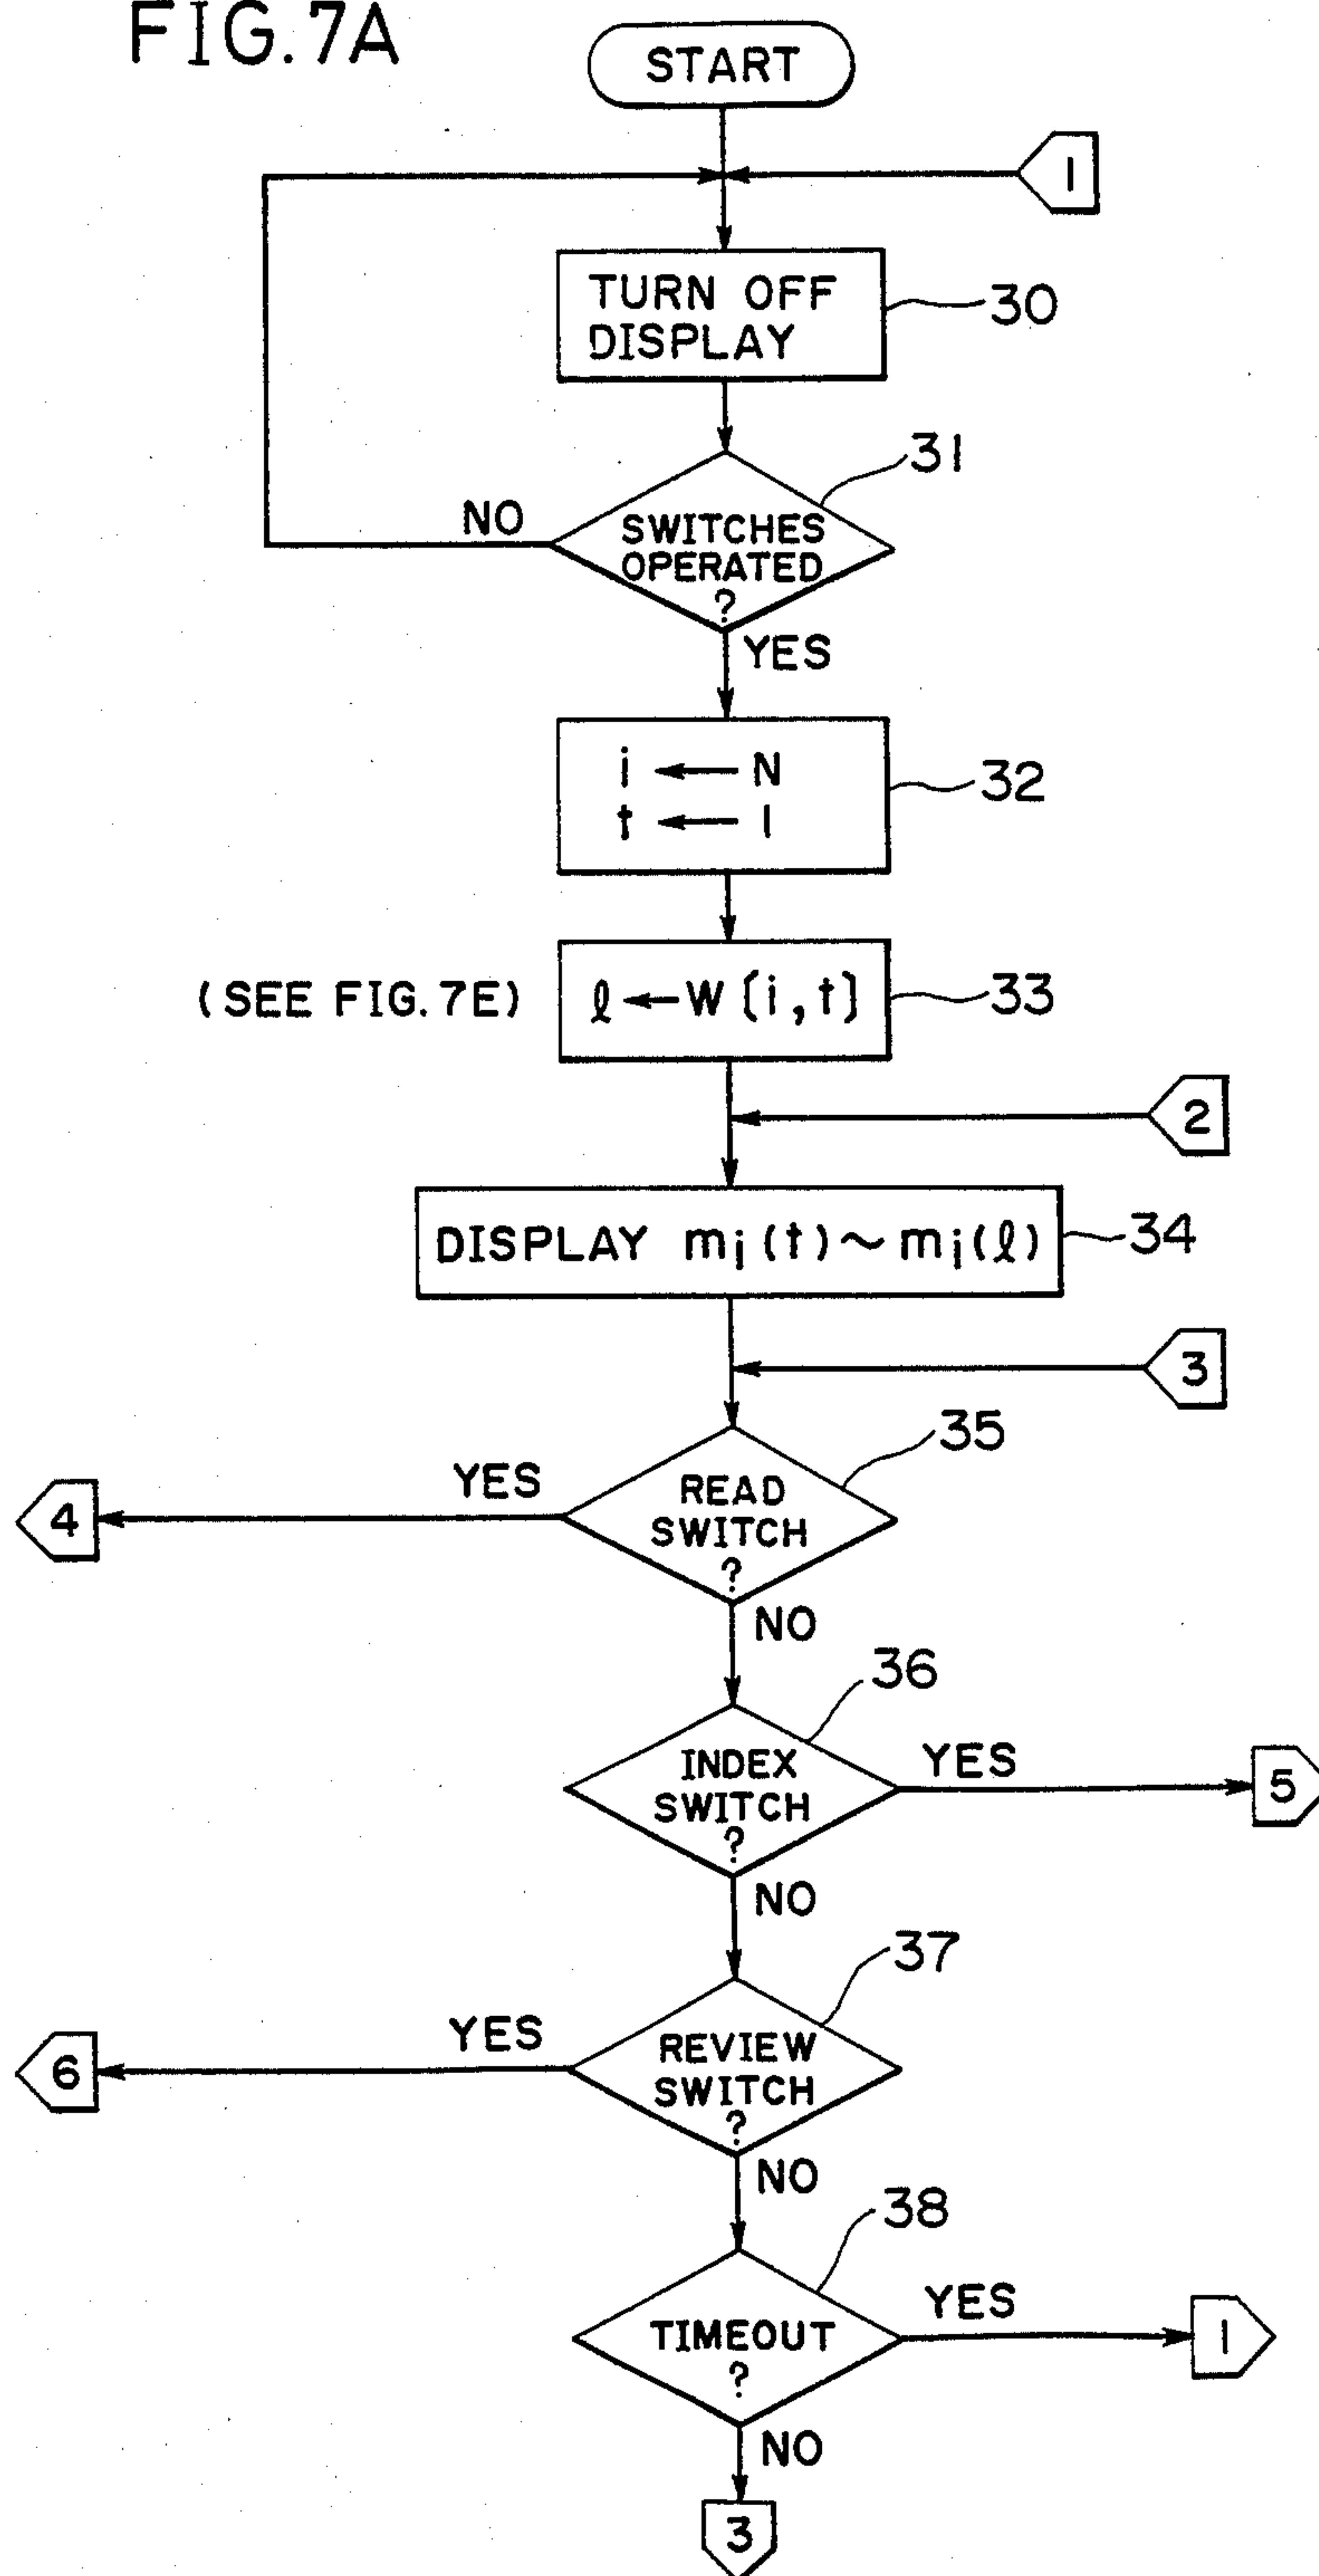 FIG. 7A
START
1
TURN OFF
DISPLAY
30
31
SWITCHES
OPERATED
?
NO
YES
i ← N
t ← 1
32
(SEE FIG. 7E)
ℓ ← W [i, t]
33
2
DISPLAY mi (t) ~ mi (ℓ)
34
3
35
READ
SWITCH
?
YES
4
NO
36
INDEX
SWITCH
?
YES
5
NO
37
REVIEW
SWITCH
?
YES
6
NO
38
TIMEOUT
?
YES
1
NO
3